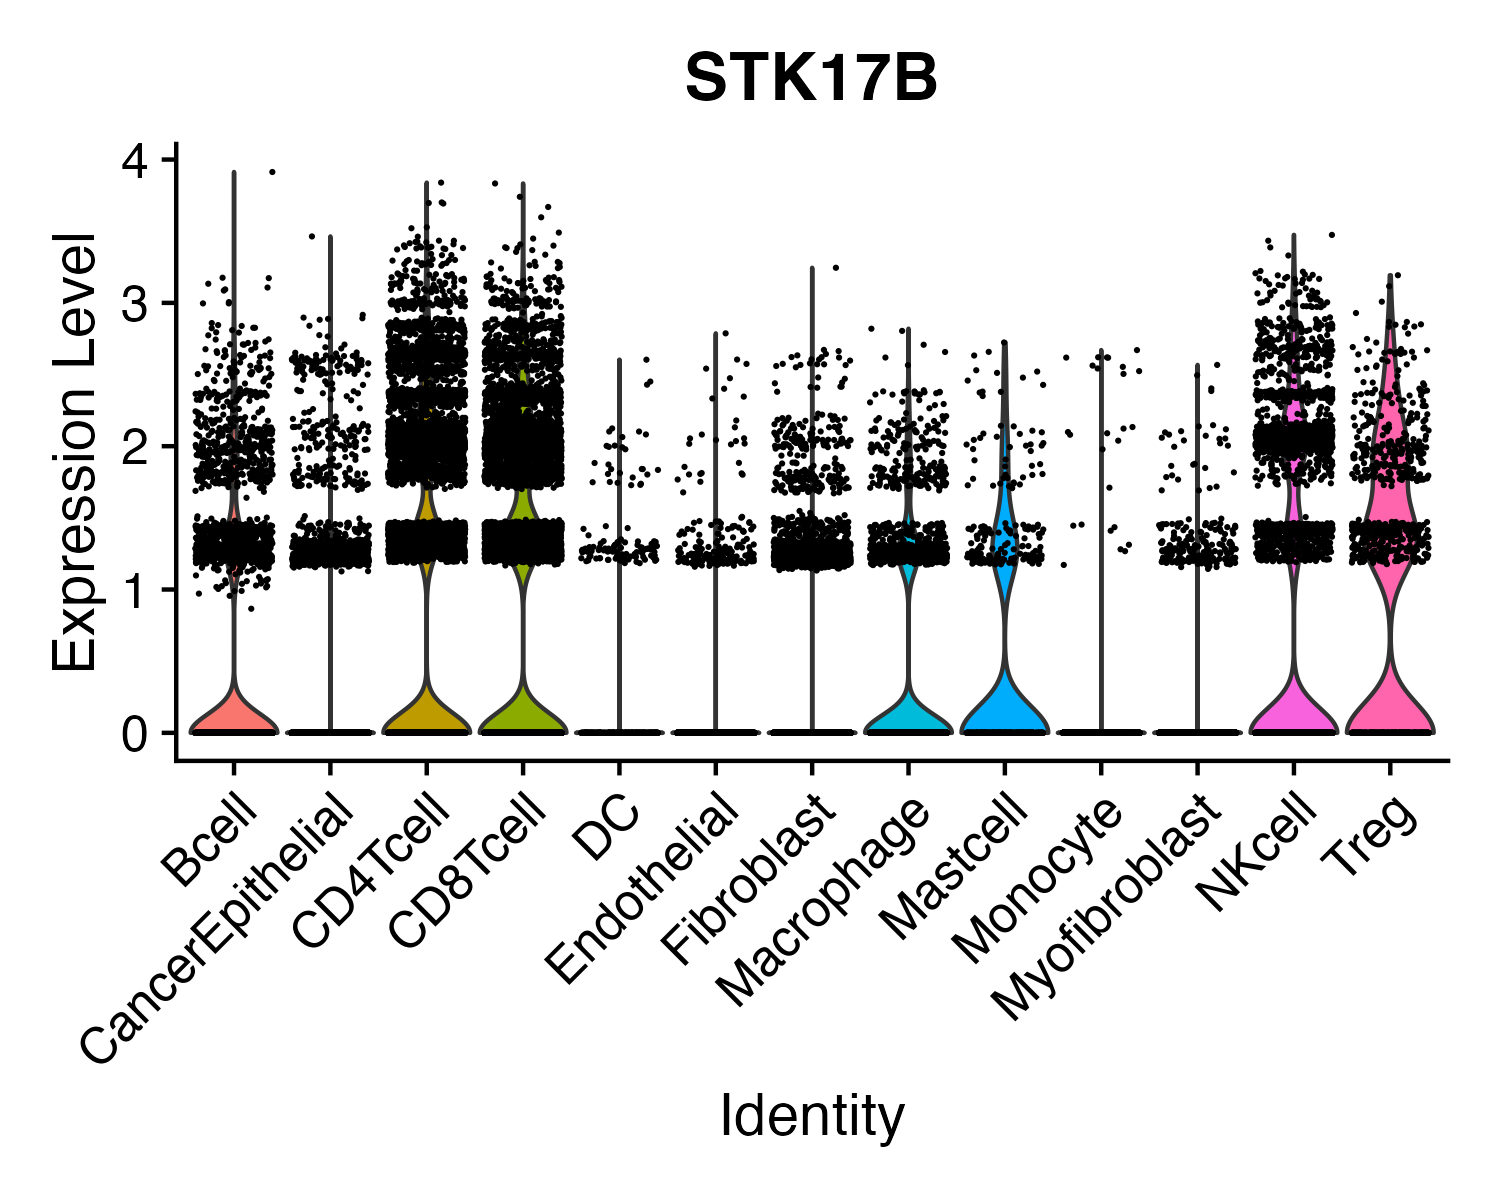 STK17B
Expression Level
4
3
2
1
0
Bcell
CancerEpithelial
CD4Tcell
CD8Tcell
DC
Endothelial
Fibroblast
Macrophage
Mastcell
Monocyte
Myofibroblast
NKcell
Treg
Identity